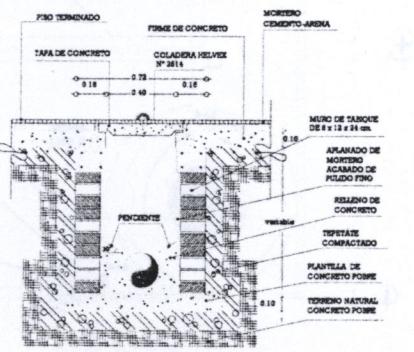 PISO TERMINADO
FIRME DE CONCRETO
MORTERO
CEMENTO-ARENA
TAPA DE CONCRETO
COLADERA HELVEX
Nº 2514
0.72
0.16
0.40
0.16
MURO DE TABIQUE
DE 6 x 12 x 24 cm.
0.10
APLANADO DE
MORTERO
ACABADO DE
PULIDO FINO
PENDIENTE
variable
RELLENO DE
CONCRETO
TEPETATE
COMPACTADO
PLANTILLA DE
CONCRETO POBRE
0.10
TERRENO NATURAL
CONCRETO POBRE